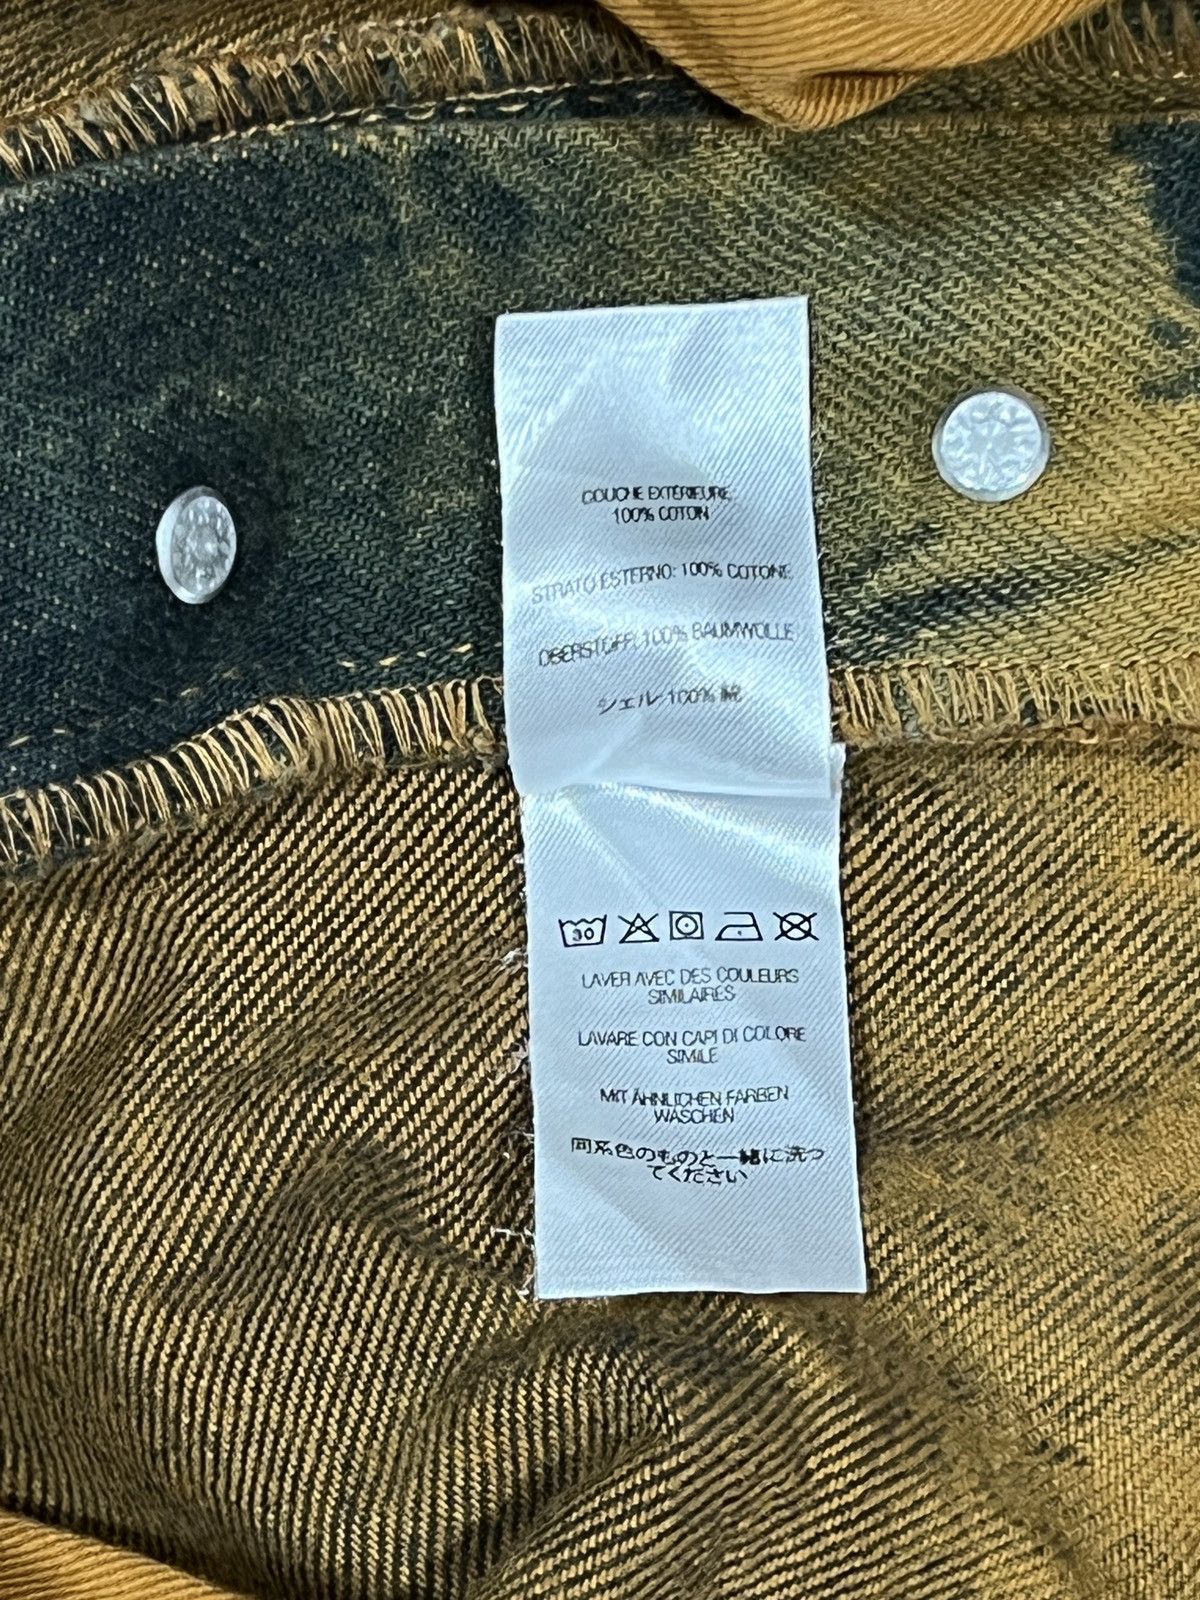 COUCHE EXTÉRIEURE:
100% COTON
STRATO ESTERNO: 100% COTONE
OBERSTOFF: 100% BAUMWOLLE
シェル 100% 綿
30
LAVER AVEC DES COULEURS
SIMILAIRES
LAVARE CON CAPI DI COLORE
SIMILE
MIT ÄHNLICHEN FARBEN
WASCHEN
同系色のものと一緒に洗っ
てください